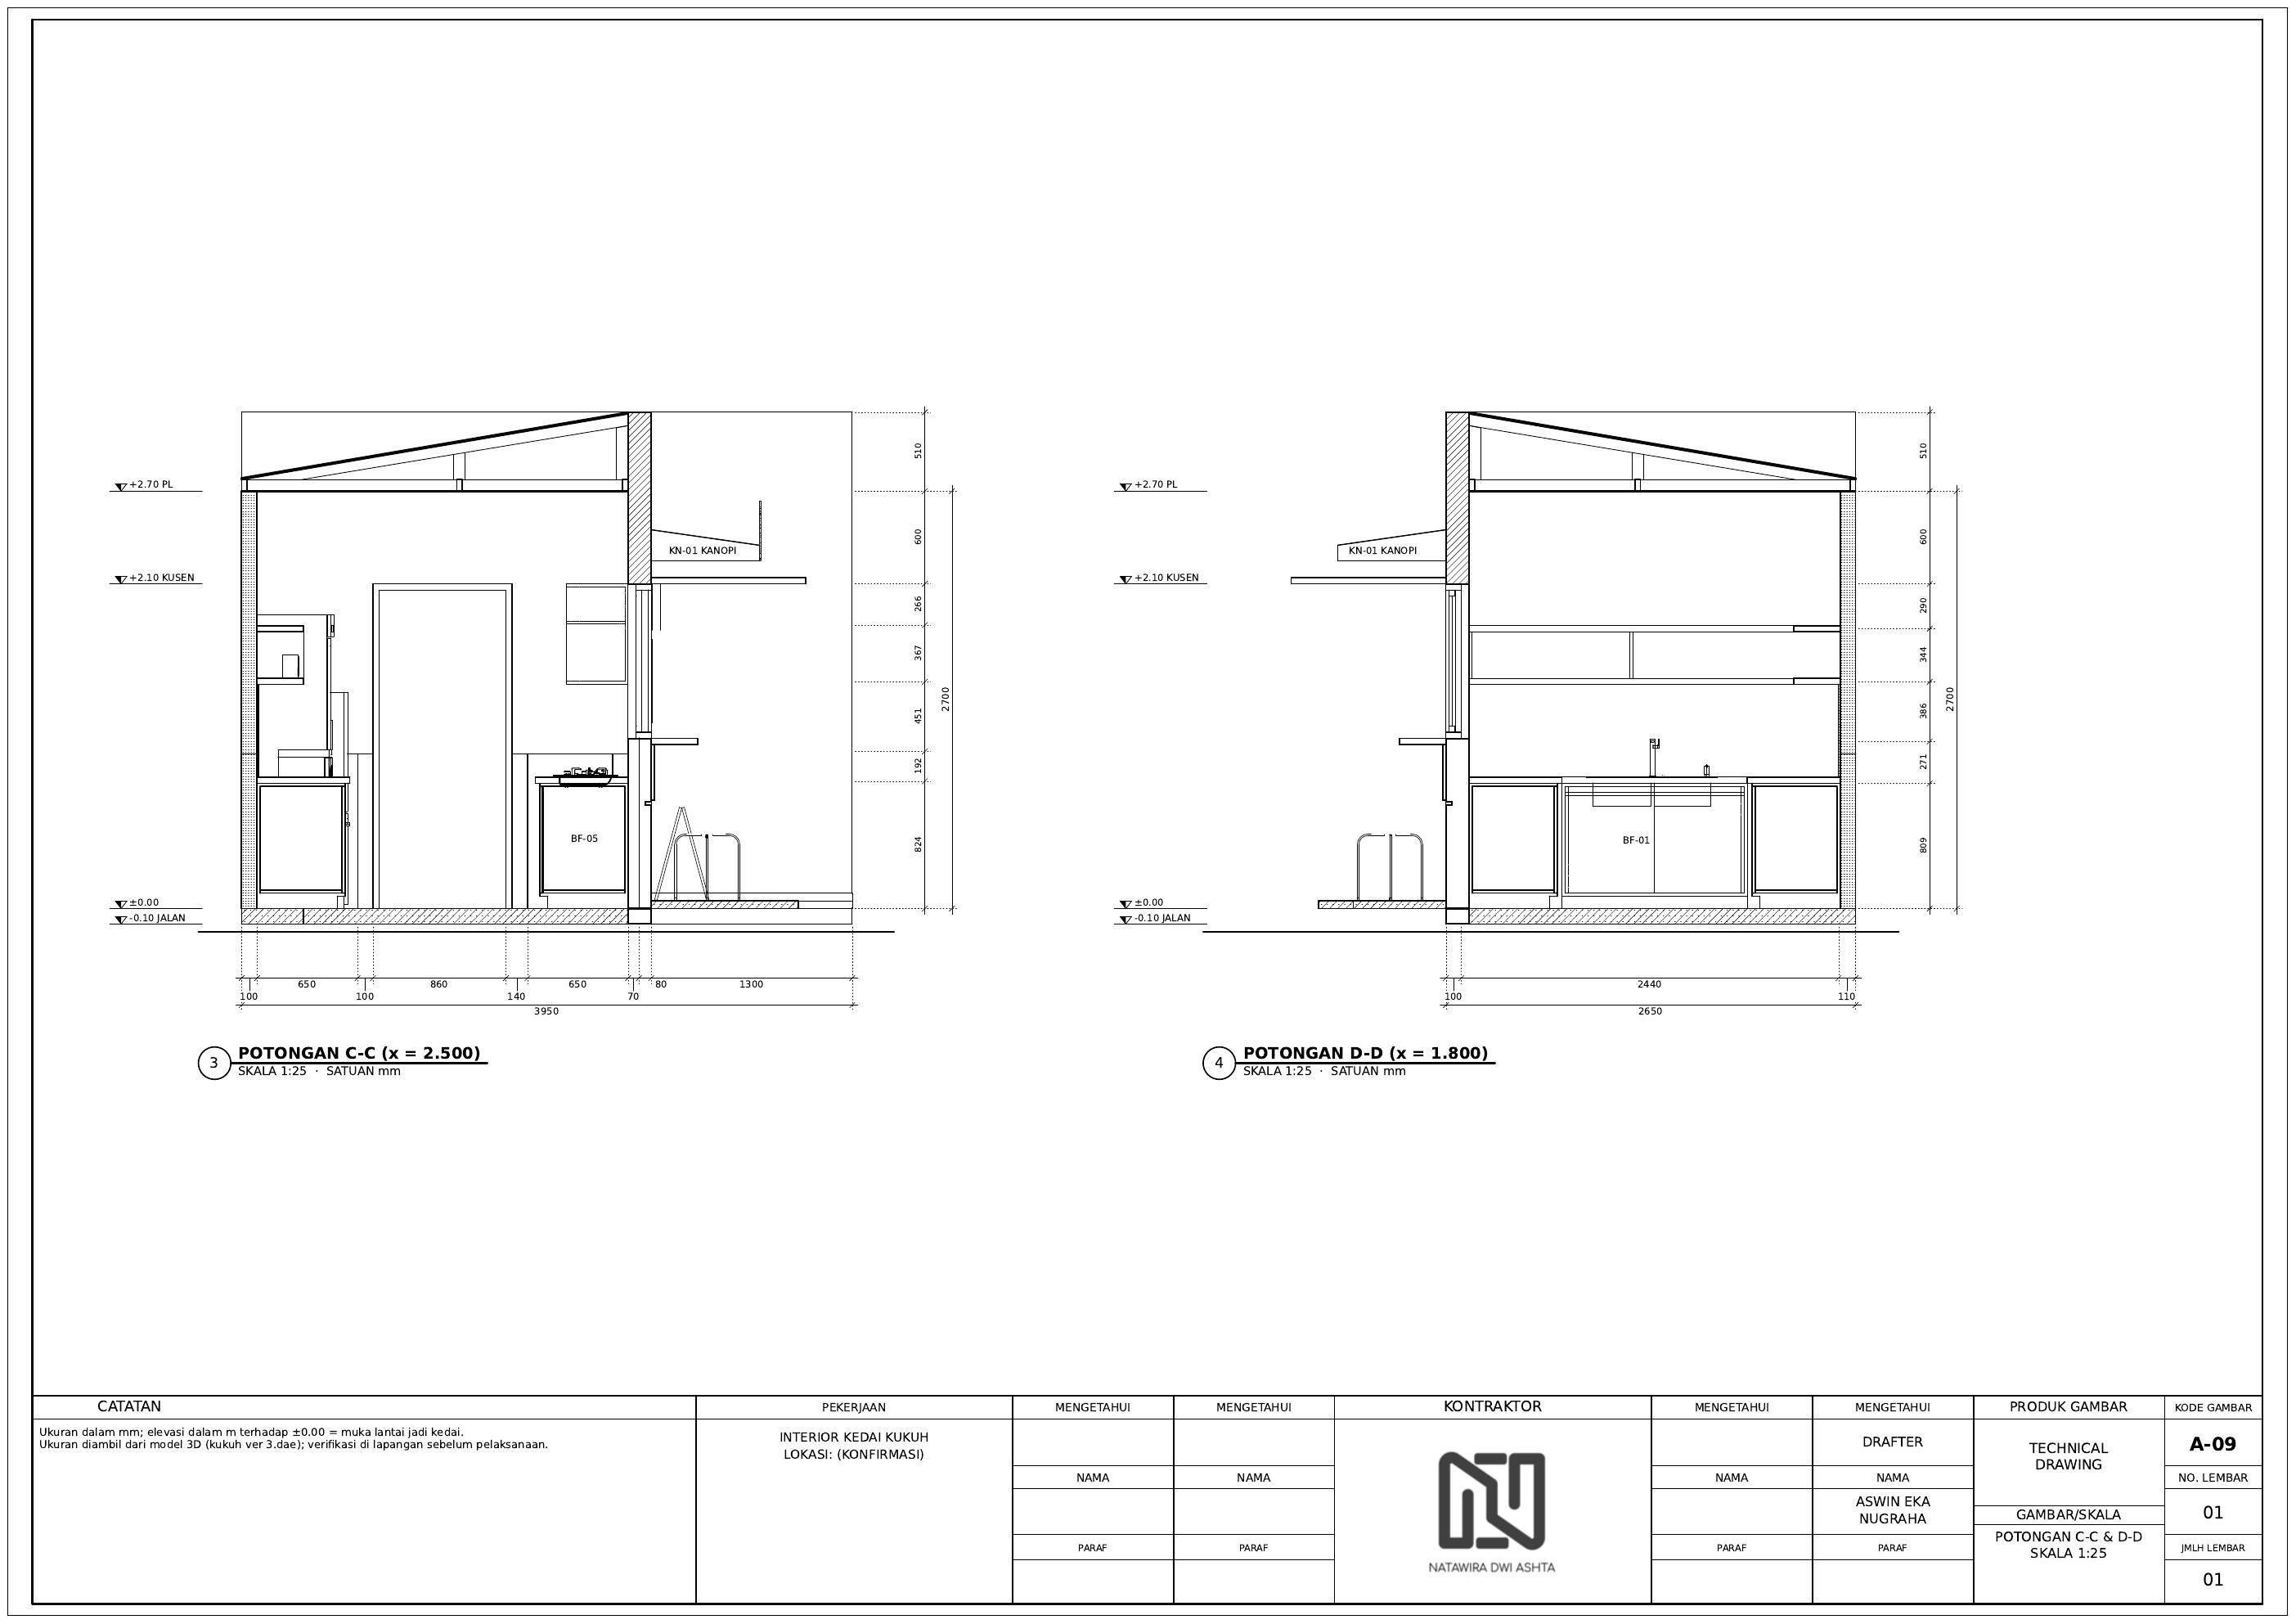 510
+2.70 PL
600
KN-01 KANOPI
+2.10 KUSEN
266
367
2700
451
192
BF-05
824
±0.00
-0.10 JALAN
650
860
650
80
1300
100
100
140
70
3950
3
POTONGAN C-C (x = 2.500)
SKALA 1:25 · SATUAN mm
510
+2.70 PL
600
KN-01 KANOPI
+2.10 KUSEN
290
344
2700
386
271
BF-01
809
±0.00
-0.10 JALAN
2440
100
110
2650
4
POTONGAN D-D (x = 1.800)
SKALA 1:25 · SATUAN mm
CATATAN
Ukuran dalam mm; elevasi dalam m terhadap ±0.00 = muka lantai jadi kedai.
Ukuran diambil dari model 3D (kukuh ver 3.dae); verifikasi di lapangan sebelum pelaksanaan.
PEKERJAAN
INTERIOR KEDAI KUKUH
LOKASI: (KONFIRMASI)
MENGETAHUI
NAMA
PARAF
MENGETAHUI
NAMA
PARAF
KONTRAKTOR
NATAWIRA DWI ASHTA
MENGETAHUI
NAMA
PARAF
MENGETAHUI
DRAFTER
NAMA
ASWIN EKA
NUGRAHA
PARAF
PRODUK GAMBAR
TECHNICAL
DRAWING
GAMBAR/SKALA
POTONGAN C-C & D-D
SKALA 1:25
KODE GAMBAR
A-09
NO. LEMBAR
01
JMLH LEMBAR
01